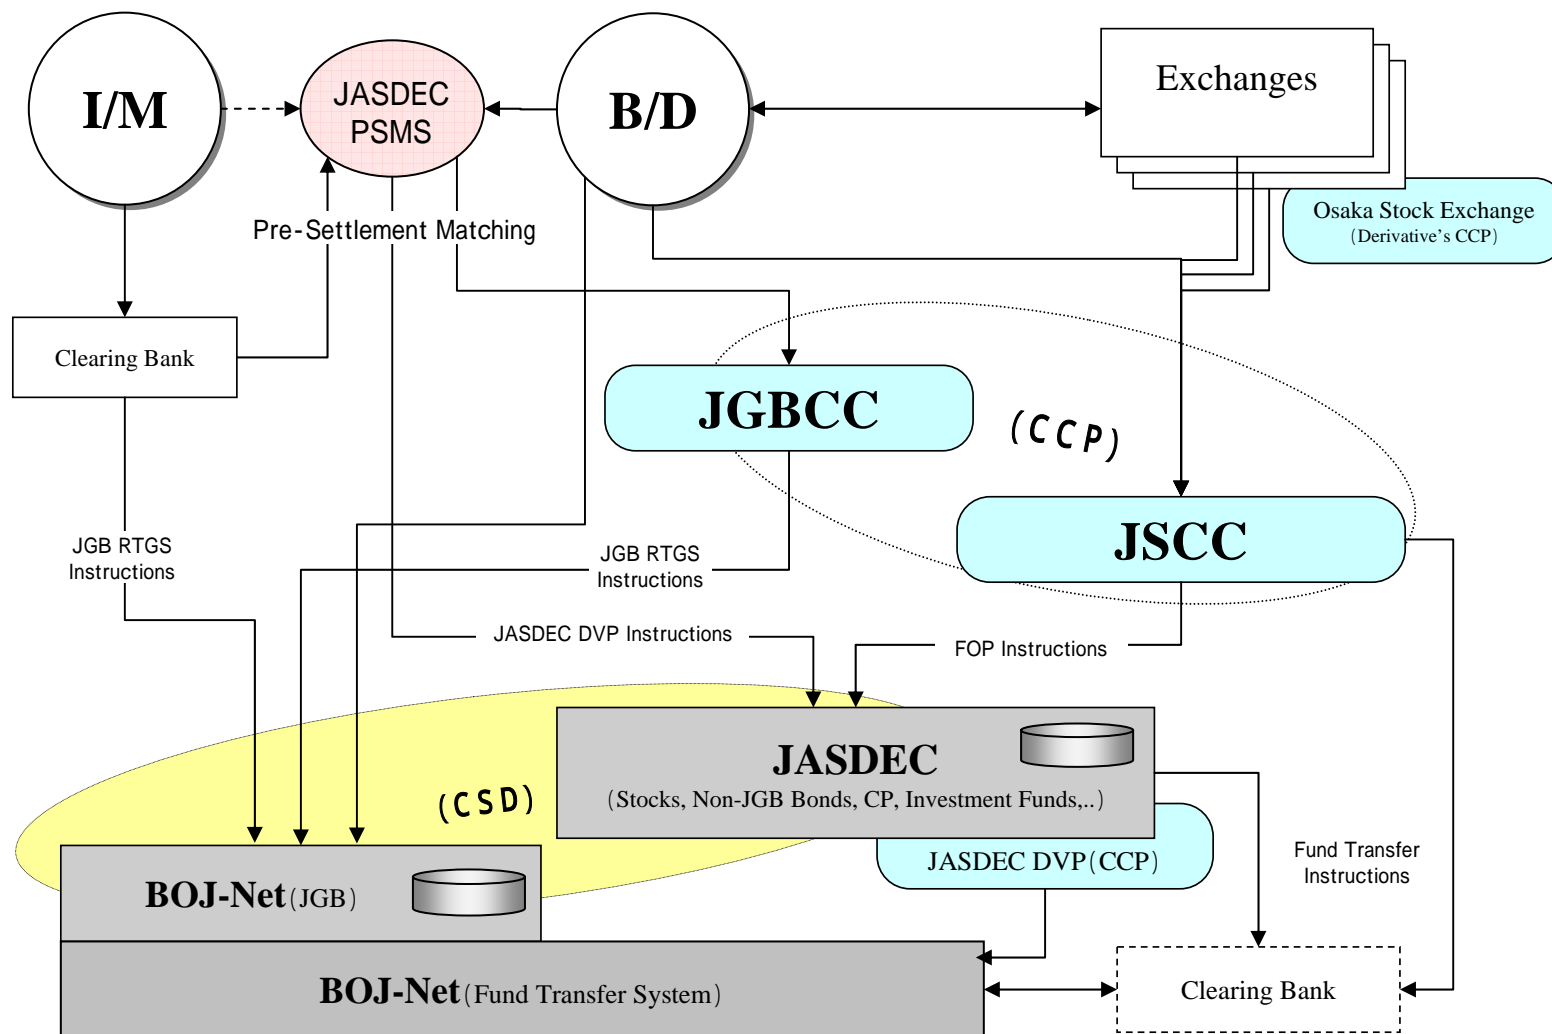 I/M
JASDEC
PSMS
B/D
Exchanges
Osaka Stock Exchange
(Derivative's CCP)
Pre-Settlement Matching
Clearing Bank
JGBCC
(CCP)
JSCC
JGB RTGS
Instructions
JGB RTGS
Instructions
JASDEC DVP Instructions
FOP Instructions
JASDEC
(Stocks, Non-JGB Bonds, CP, Investment Funds,..)
(CSD)
JASDEC DVP(CCP)
Fund Transfer
Instructions
BOJ-Net(JGB)
BOJ-Net(Fund Transfer System)
Clearing Bank